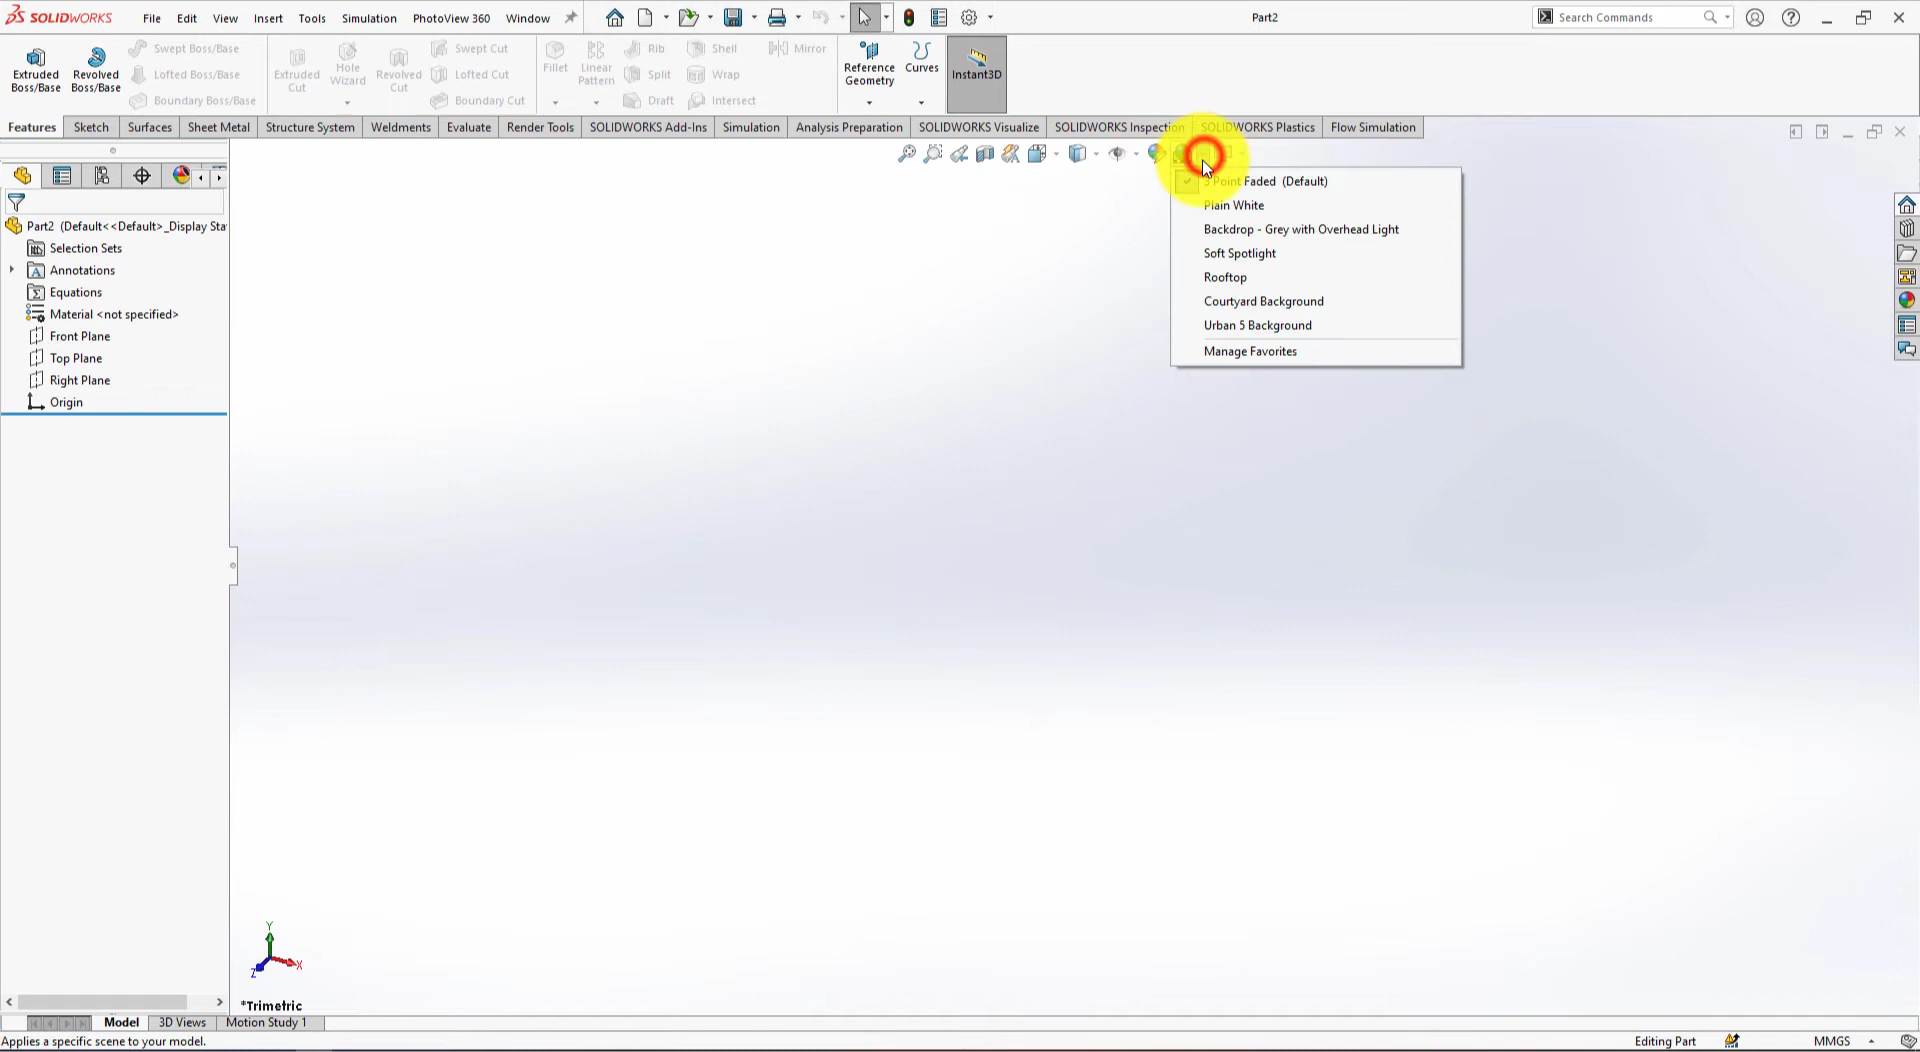 SOLIDWORKS File Edit View Insert Tools Simulation PhotoView 360 Window Part2 Search Commands
Extruded Boss/Base
Revolved Boss/Base
Swept Boss/Base
Lofted Boss/Base
Boundary Boss/Base
Extruded Cut
Hole Wizard
Revolved Cut
Swept Cut
Lofted Cut
Boundary Cut
Fillet
Linear Pattern
Rib
Split
Draft
Shell
Wrap
Intersect
Mirror
Reference Geometry
Curves
Instant3D
Features Sketch Surfaces Sheet Metal Structure System Weldments Evaluate Render Tools SOLIDWORKS Add-Ins Simulation Analysis Preparation SOLIDWORKS Visualize SOLIDWORKS Inspection SOLIDWORKS Plastics Flow Simulation
3 Point Faded (Default)
Plain White
Backdrop - Grey with Overhead Light
Soft Spotlight
Rooftop
Courtyard Background
Urban 5 Background
Manage Favorites
Part2 (Default<<Default>_Display Sta
Selection Sets
Annotations
Equations
Material <not specified>
Front Plane
Top Plane
Right Plane
Origin
Y
X
Z
*Trimetric
Model 3D Views Motion Study 1
Applies a specific scene to your model. Editing Part MMGS